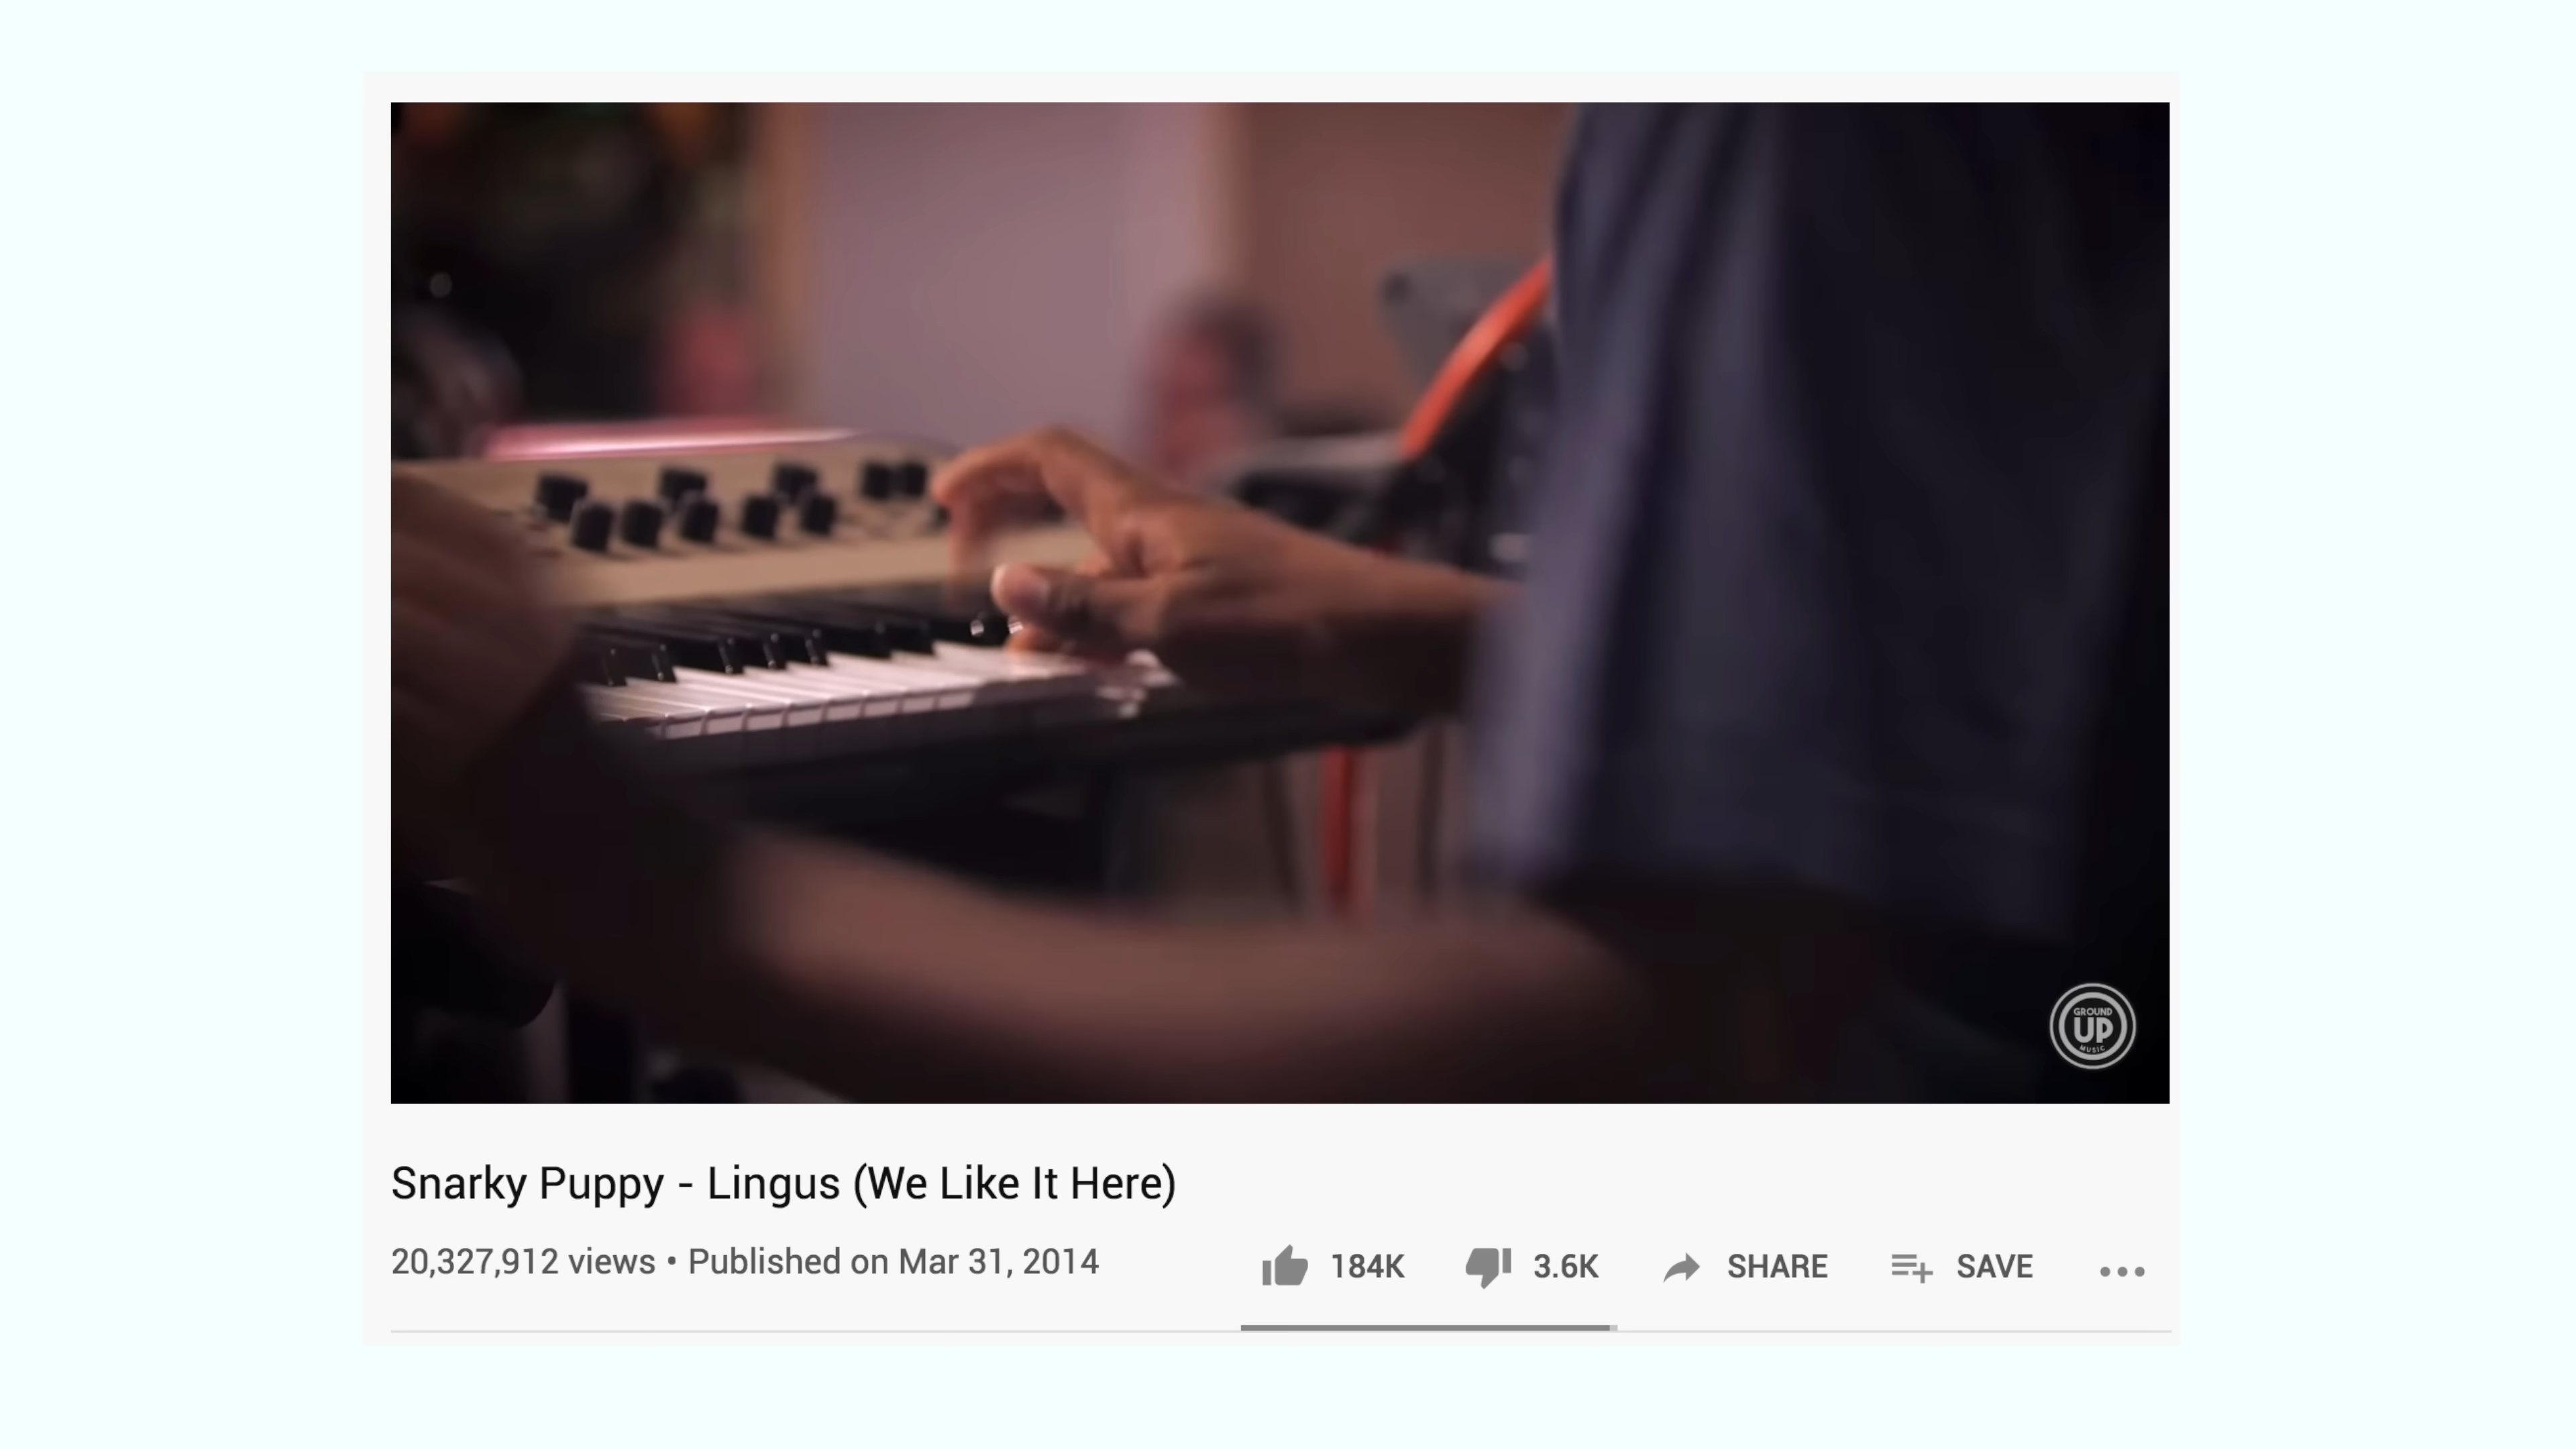 GROUND
UP
MUSIC
Snarky Puppy - Lingus (We Like It Here)
20,327,912 views • Published on Mar 31, 2014
184K 3.6K SHARE SAVE